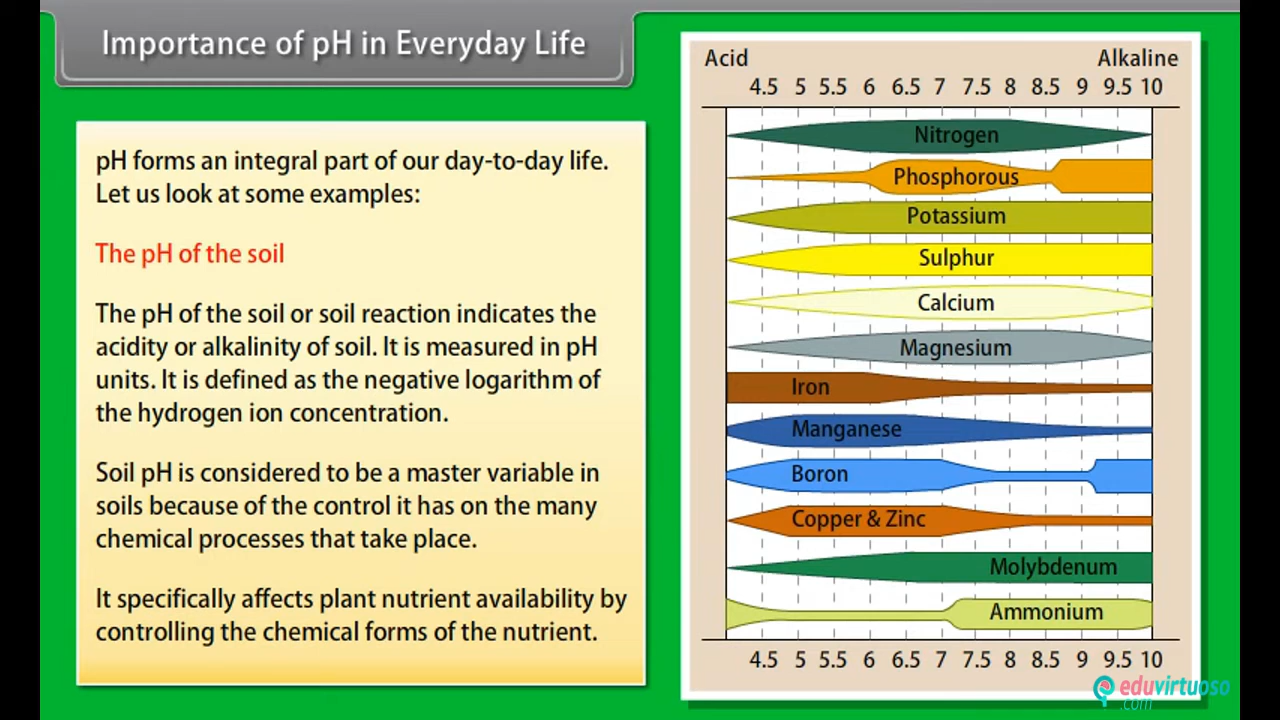 Importance of pH in Everyday Life
pH forms an integral part of our day-to-day life.
Let us look at some examples:
The pH of the soil
The pH of the soil or soil reaction indicates the
acidity or alkalinity of soil. It is measured in pH
units. It is defined as the negative logarithm of
the hydrogen ion concentration.
Soil pH is considered to be a master variable in
soils because of the control it has on the many
chemical processes that take place.
It specifically affects plant nutrient availability by
controlling the chemical forms of the nutrient.
Acid Alkaline
4.5 5 5.5 6 6.5 7 7.5 8 8.5 9 9.5 10
Nitrogen
Phosphorous
Potassium
Sulphur
Calcium
Magnesium
Iron
Manganese
Boron
Copper & Zinc
Molybdenum
Ammonium
4.5 5 5.5 6 6.5 7 7.5 8 8.5 9 9.5 10
eduvirtuoso
.com